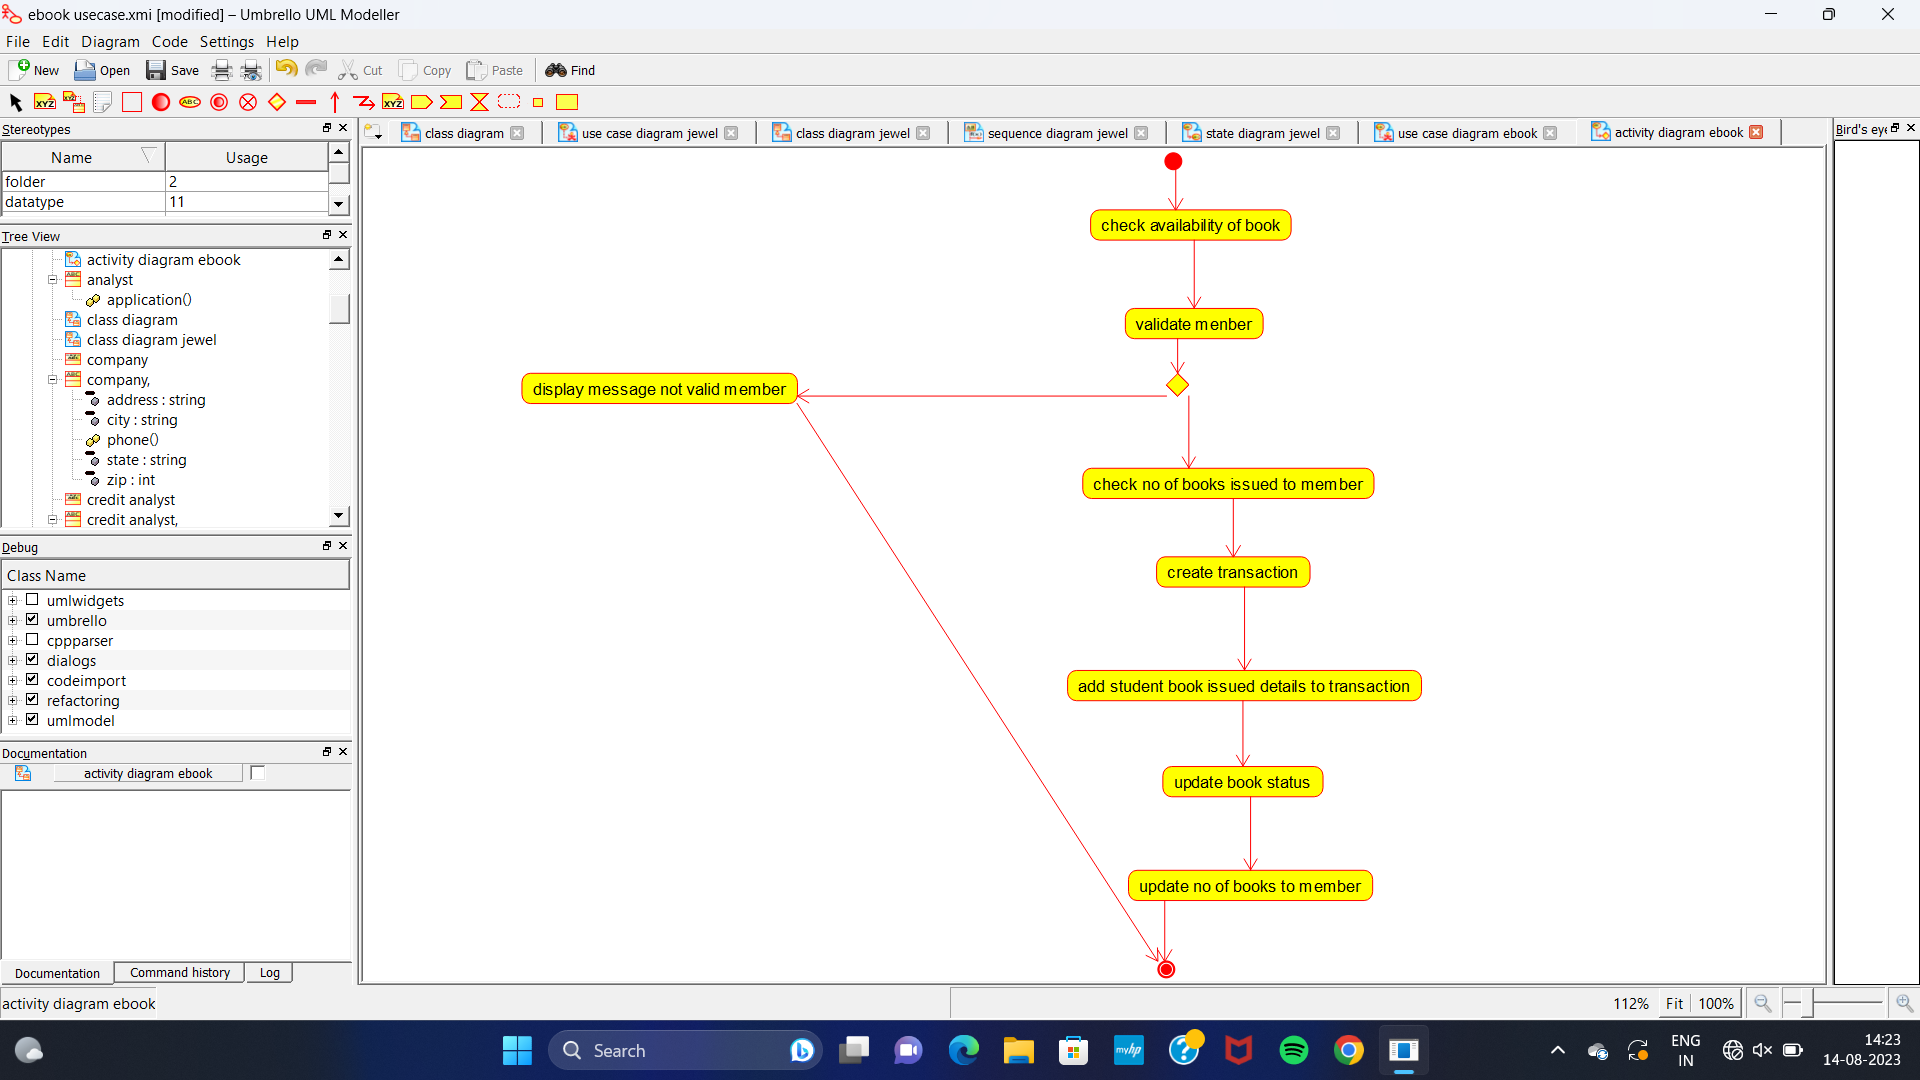 ebook usecase.xmi [modified] – Umbrello UML Modeller
File Edit Diagram Code Settings Help
New Open Save Cut Copy Paste Find
XYZ XYZ ABC XYZ
Stereotypes
Name Usage
folder 2
datatype 11
Tree View
activity diagram ebook
analyst
application()
class diagram
class diagram jewel
company
company,
address : string
city : string
phone()
state : string
zip : int
credit analyst
credit analyst,
Debug
Class Name
umlwidgets
umbrello
cppparser
dialogs
codeimport
refactoring
umlmodel
Documentation
activity diagram ebook
Documentation Command history Log
activity diagram ebook
class diagram use case diagram jewel class diagram jewel sequence diagram jewel state diagram jewel use case diagram ebook activity diagram ebook
Bird's eye
check availability of book
validate menber
display message not valid member
check no of books issued to member
create transaction
add student book issued details to transaction
update book status
update no of books to member
112% Fit 100%
Search
myhp
ENG
IN
14:23
14-08-2023